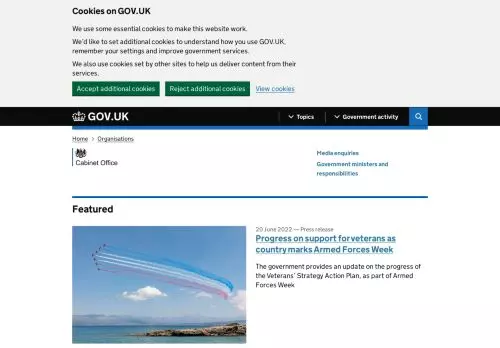 Cookies on GOV.UK
We use some essential cookies to make this website work.
We'd like to set additional cookies to understand how you use GOV.UK,
remember your settings and improve government services.
We also use cookies set by other sites to help us deliver content from their
services.
Accept additional cookies Reject additional cookies View cookies
GOV.UK Topics Government activity
Home > Organisations
Cabinet Office
Media enquiries
Government ministers and
responsibilities
Featured
20 June 2022 — Press release
Progress on support for veterans as
country marks Armed Forces Week
The government provides an update on the progress of
the Veterans' Strategy Action Plan, as part of Armed
Forces Week